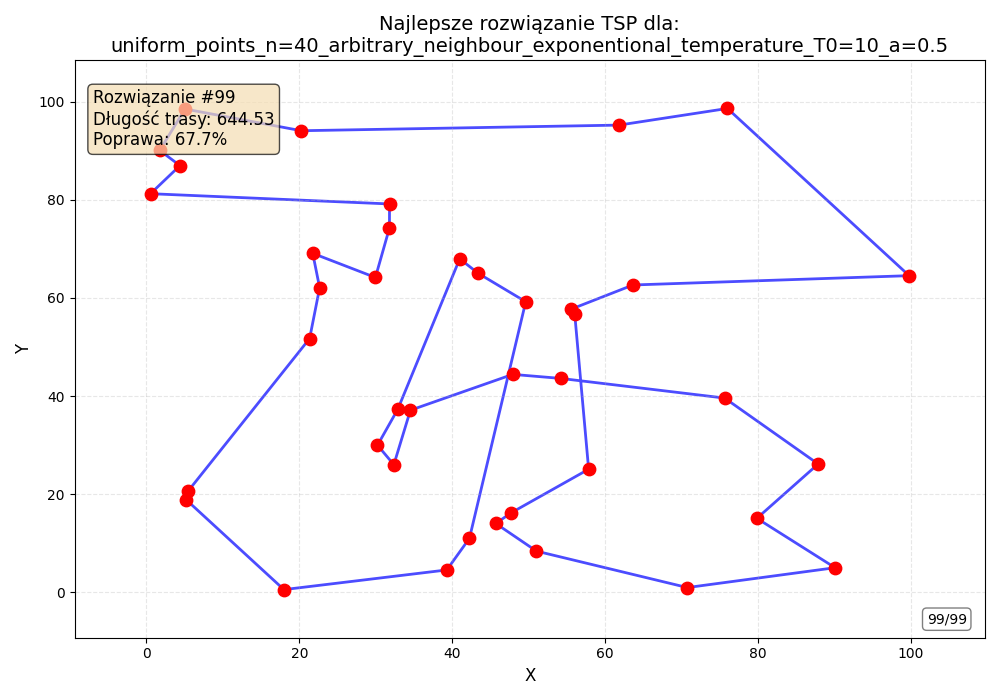 Najlepsze rozwiązanie TSP dla:
uniform_points_n=40_arbitrary_neighbour_exponentional_temperature_T0=10_a=0.5
Rozwiązanie #99
Długość trasy: 644.53
Poprawa: 67.7%
100
80
60
40
20
0
Y
99/99
0 20 40 60 80 100
X